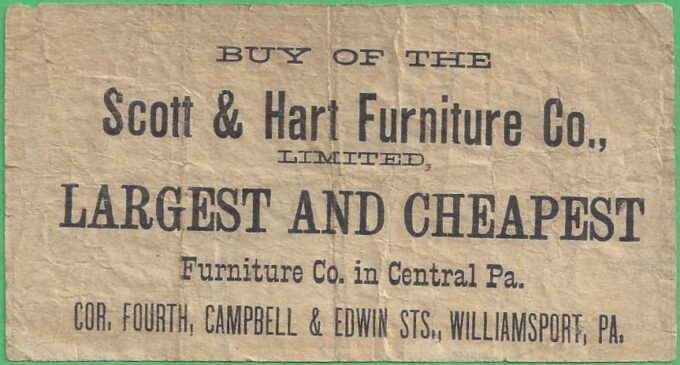 BUY OF THE
Scott & Hart Furniture Co.,
LIMITED,
LARGEST AND CHEAPEST
Furniture Co. in Central Pa.
COR. FOURTH, CAMPBELL & EDWIN STS., WILLIAMSPORT, PA.